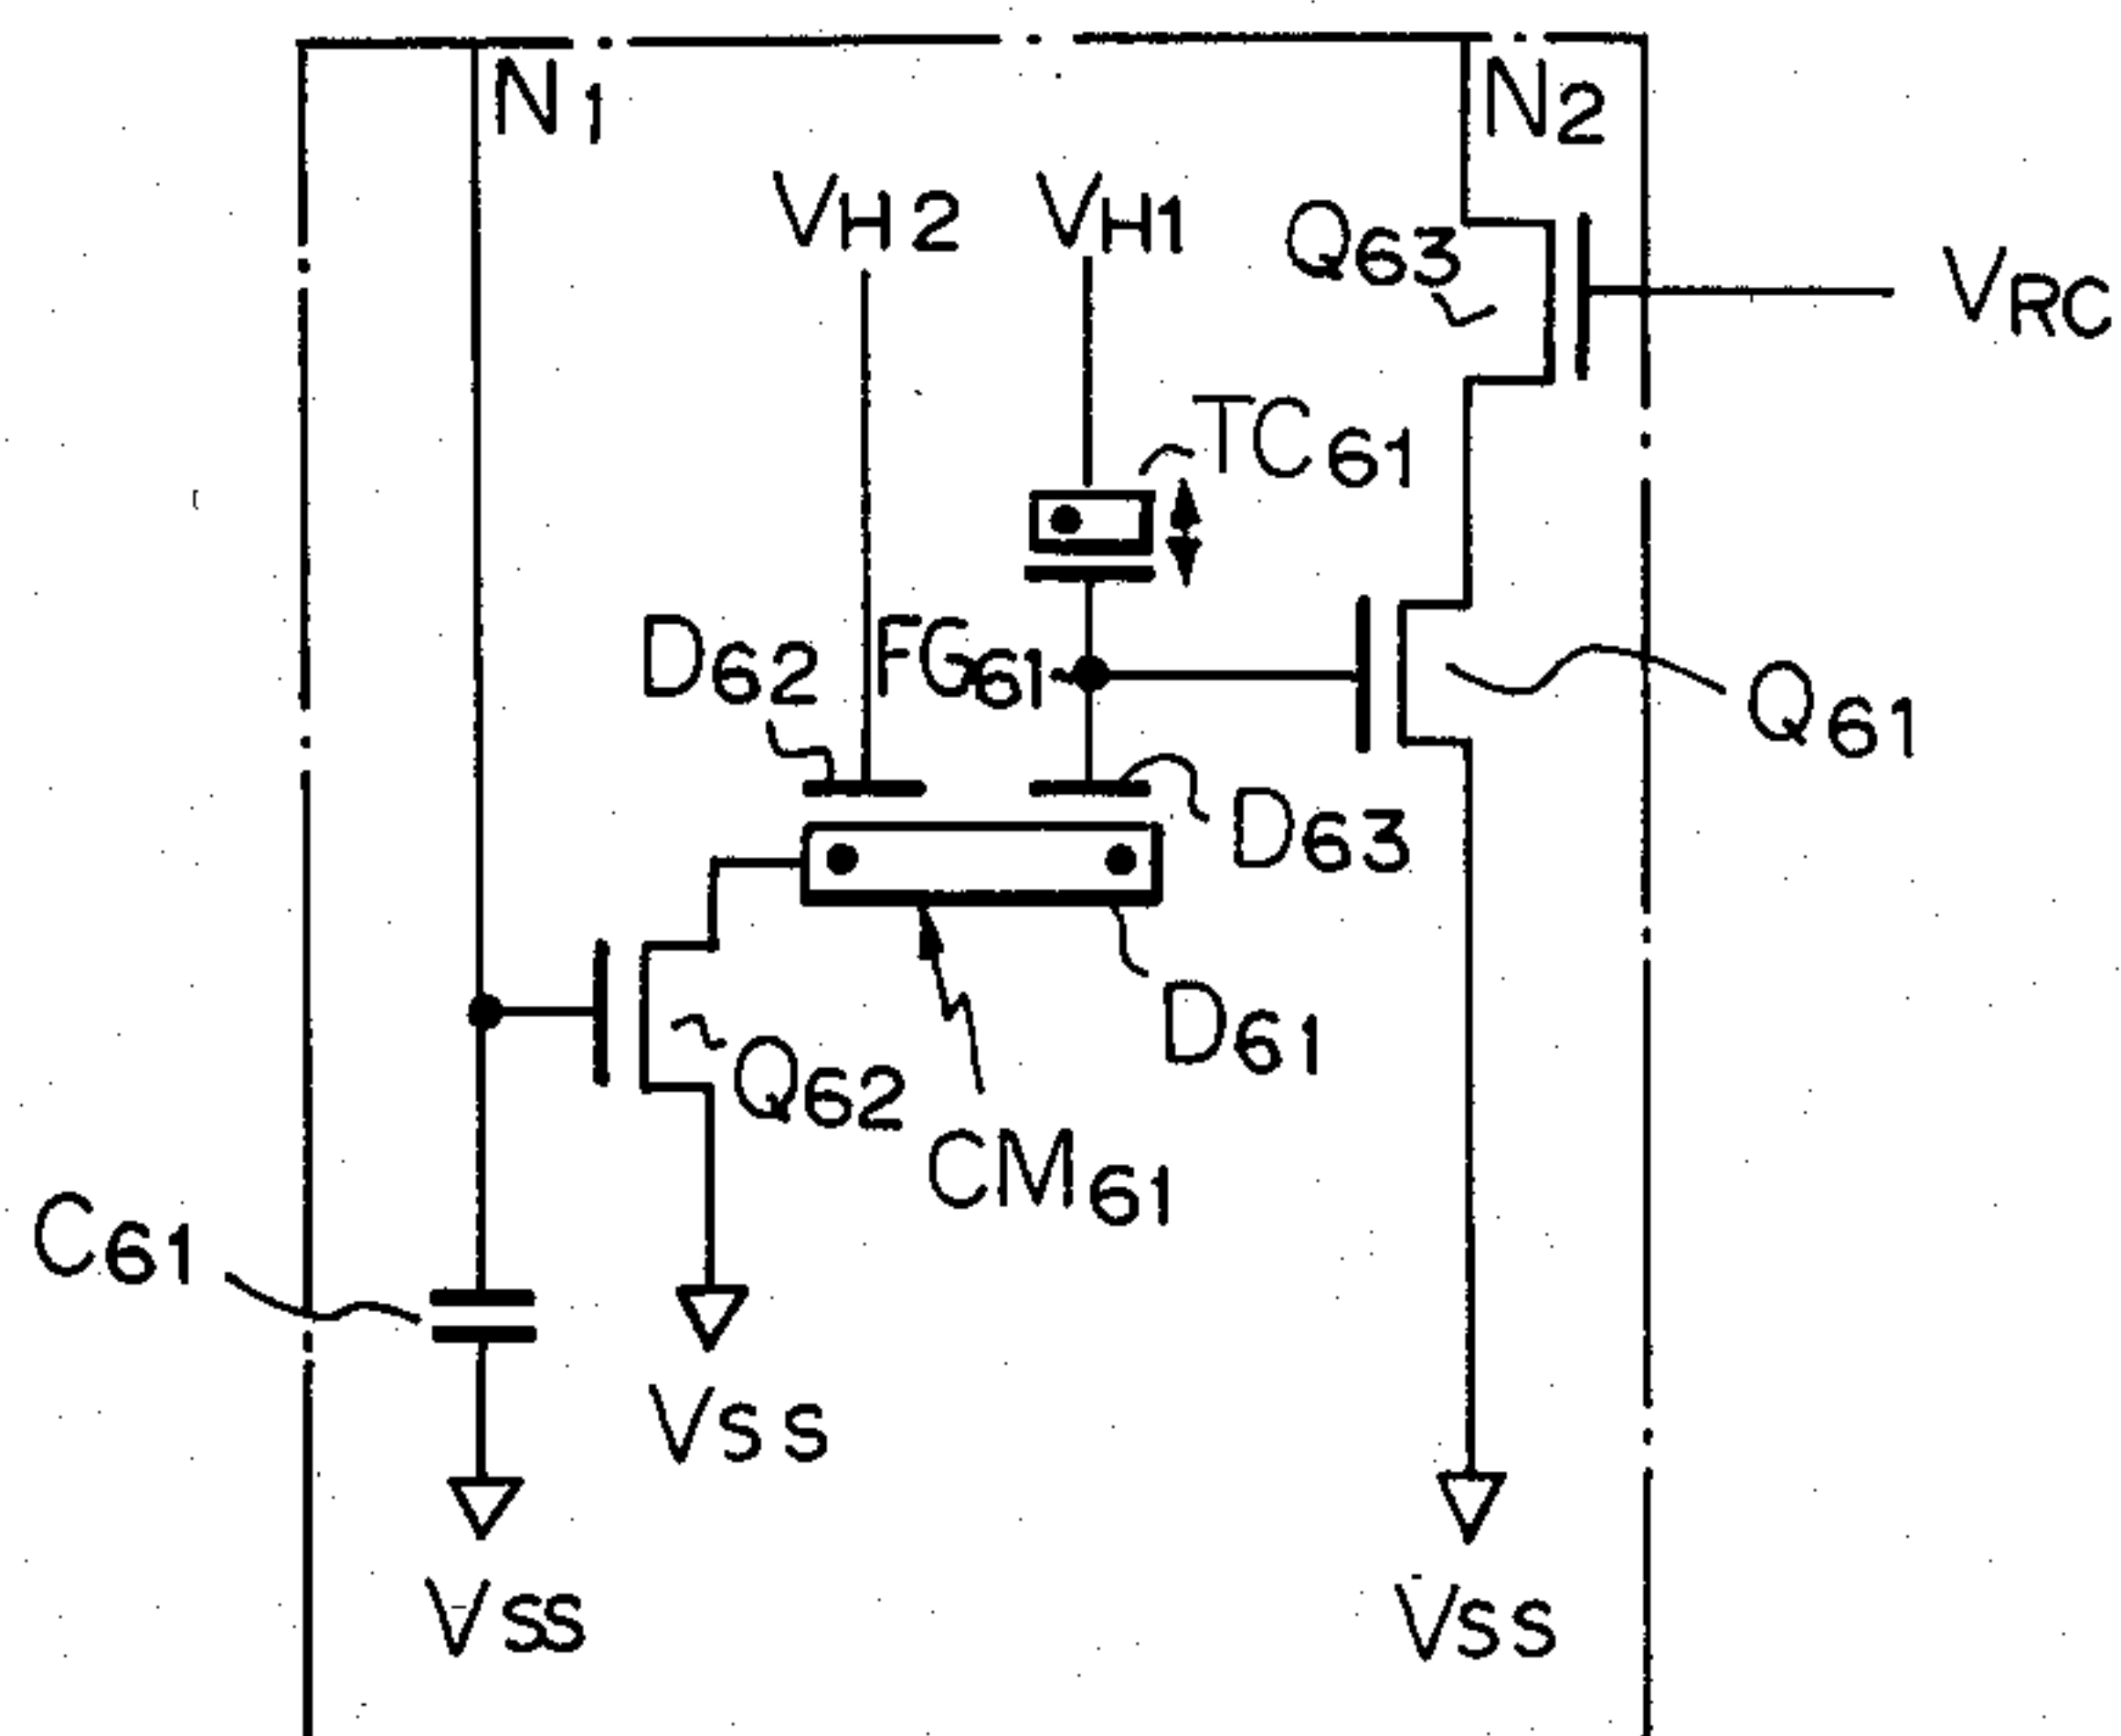 N1
N2
VH2
VH1
Q63
VRC
TC61
D62
FG61
Q61
D63
D61
Q62
CM61
C61
VSS
VSS
VSS